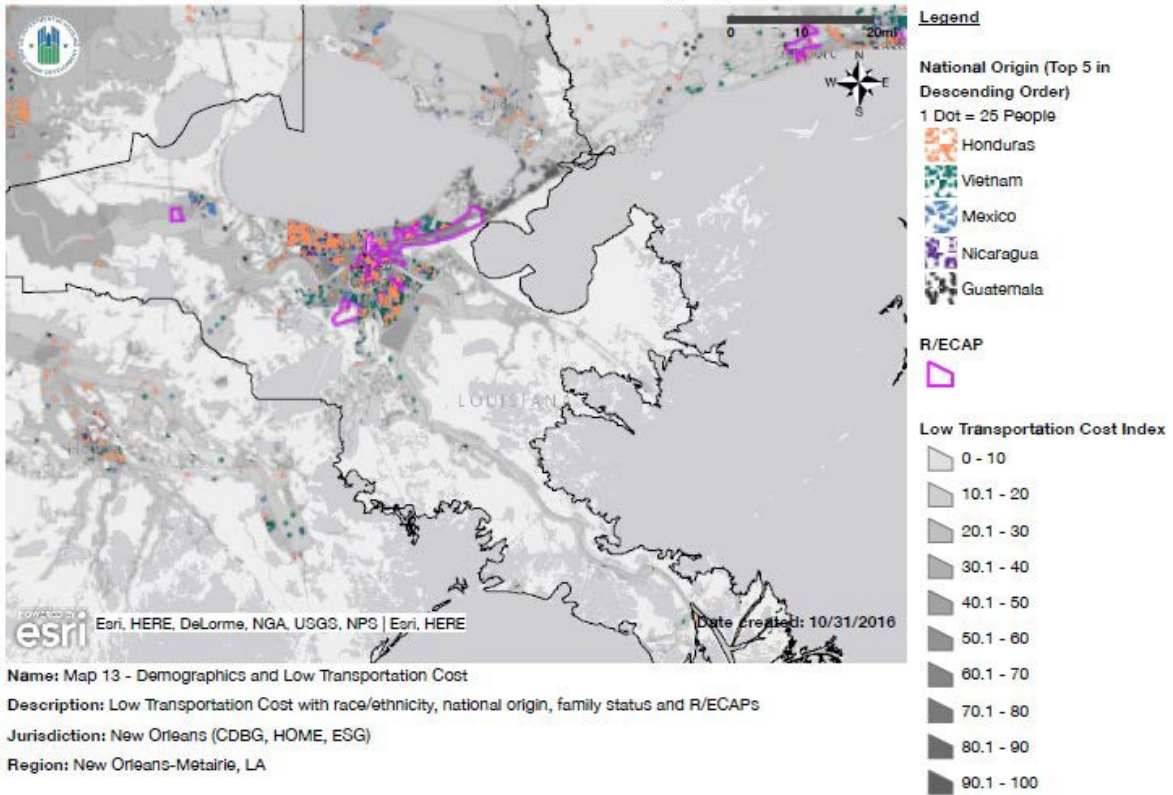 0 10 20mi
N
W E
S
LOUISIAN
POWERED BY
esri
Esri, HERE, DeLorme, NGA, USGS, NPS | Esri, HERE
Date created: 10/31/2016
Name: Map 13 - Demographics and Low Transportation Cost
Description: Low Transportation Cost with race/ethnicity, national origin, family status and R/ECAPs
Jurisdiction: New Orleans (CDBG, HOME, ESG)
Region: New Orleans-Metairie, LA
Legend
National Origin (Top 5 in
Descending Order)
1 Dot = 25 People
Honduras
Vietnam
Mexico
Nicaragua
Guatemala
R/ECAP
Low Transportation Cost Index
0 - 10
10.1 - 20
20.1 - 30
30.1 - 40
40.1 - 50
50.1 - 60
60.1 - 70
70.1 - 80
80.1 - 90
90.1 - 100